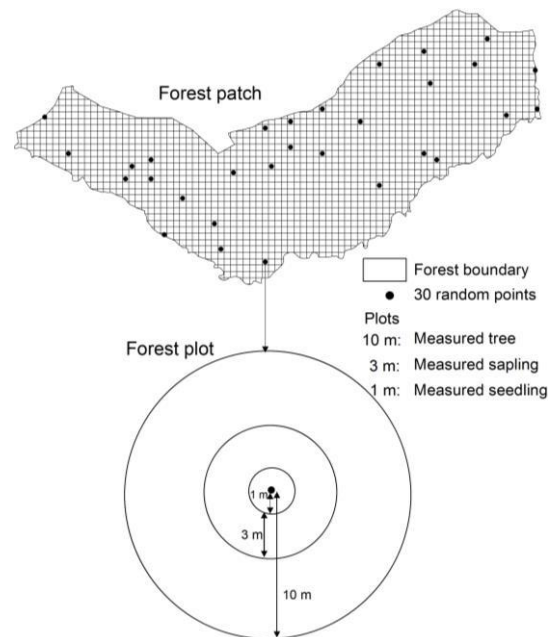 Forest patch
Forest boundary
30 random points
Plots
10 m: Measured tree
3 m: Measured sapling
1 m: Measured seedling
Forest plot
1 m
3 m
10 m